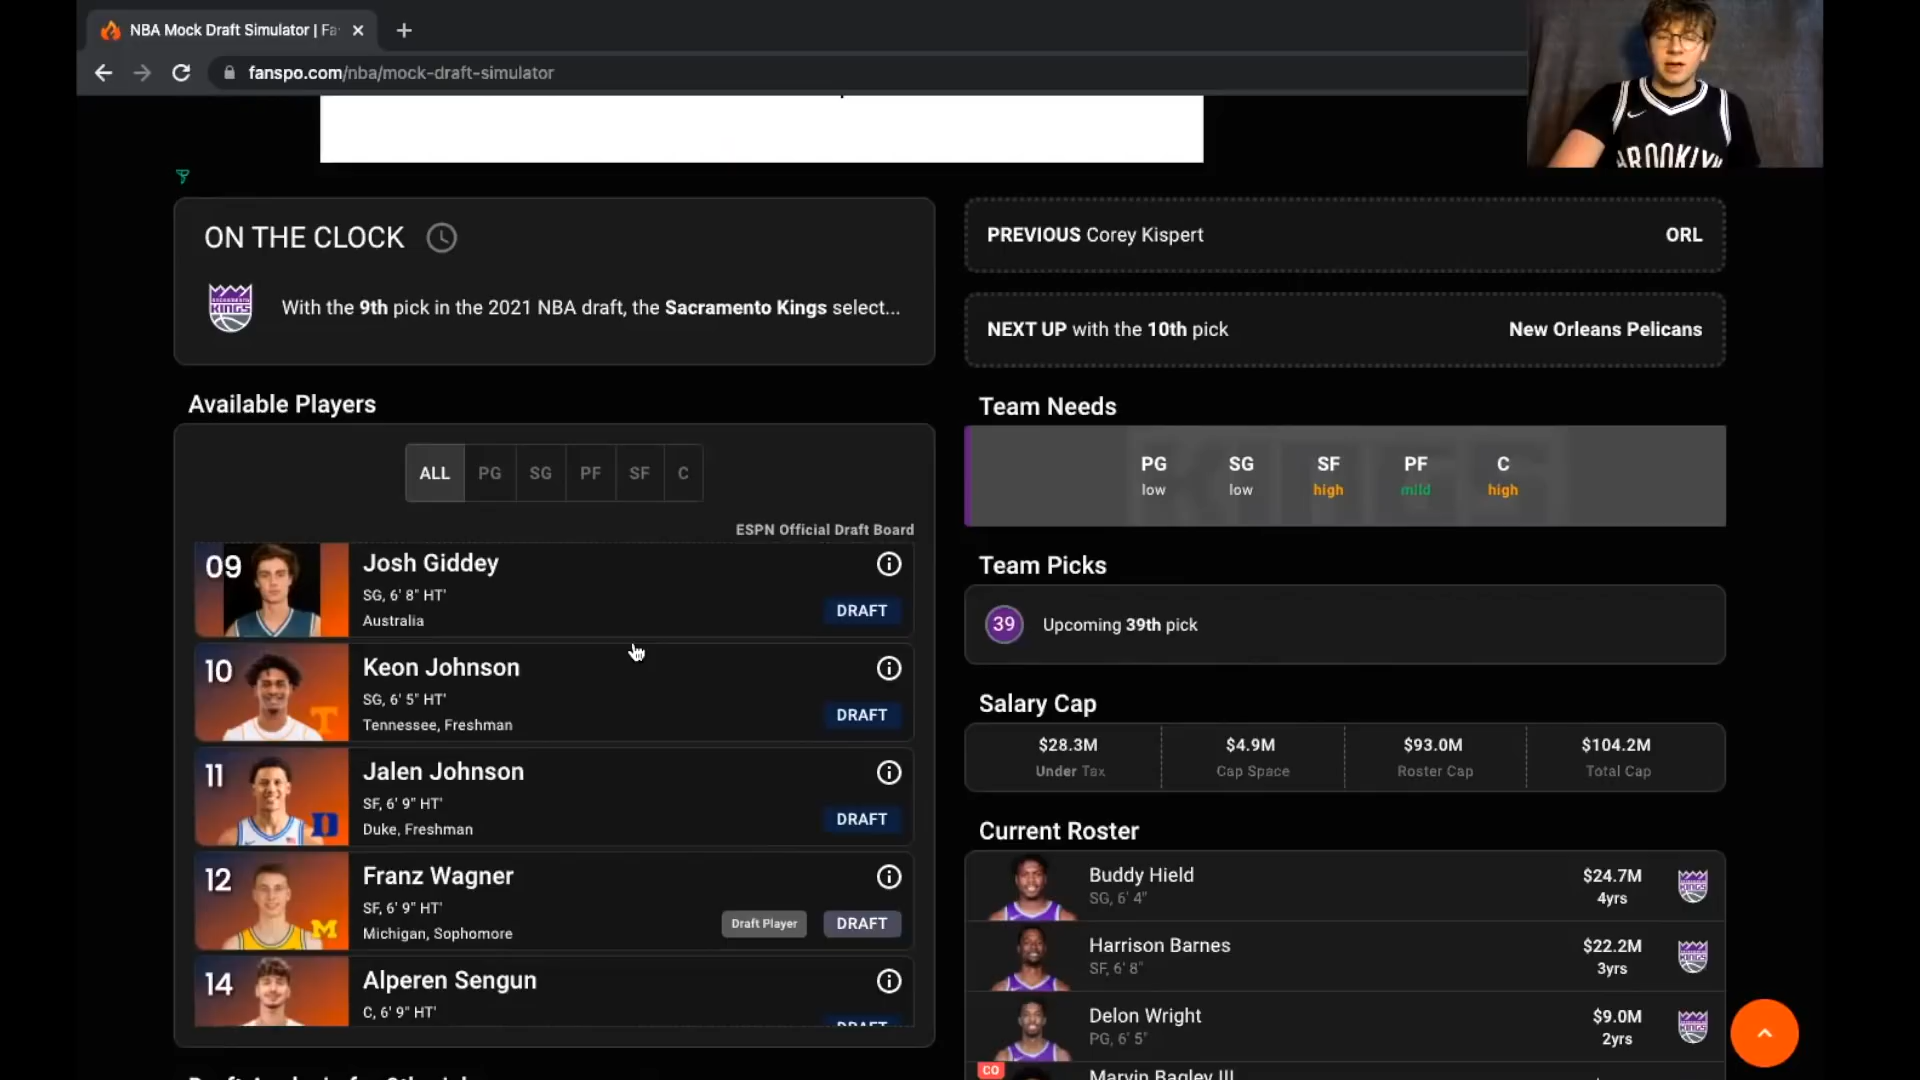 NBA Mock Draft Simulator | Fa
fanspo.com/nba/mock-draft-simulator
BROOKLYN
ON THE CLOCK
KINGS
With the 9th pick in the 2021 NBA draft, the Sacramento Kings select...
PREVIOUS Corey Kispert
ORL
NEXT UP with the 10th pick
New Orleans Pelicans
Available Players
ALL PG SG PF SF C
ESPN Official Draft Board
09
Josh Giddey
SG, 6' 8" HT'
Australia
DRAFT
10
Keon Johnson
SG, 6' 5" HT'
Tennessee, Freshman
DRAFT
11
Jalen Johnson
SF, 6' 9" HT'
Duke, Freshman
DRAFT
12
Franz Wagner
SF, 6' 9" HT'
Michigan, Sophomore
Draft Player
DRAFT
14
Alperen Sengun
C, 6' 9" HT'
DRAFT
Team Needs
PG SG SF PF C
low low high mild high
Team Picks
39 Upcoming 39th pick
Salary Cap
$28.3M $4.9M $93.0M $104.2M
Under Tax Cap Space Roster Cap Total Cap
Current Roster
Buddy Hield
SG, 6' 4"
$24.7M
4yrs
Harrison Barnes
SF, 6' 8"
$22.2M
3yrs
Delon Wright
PG, 6' 5"
$9.0M
2yrs
CO
Marvin Bagley III